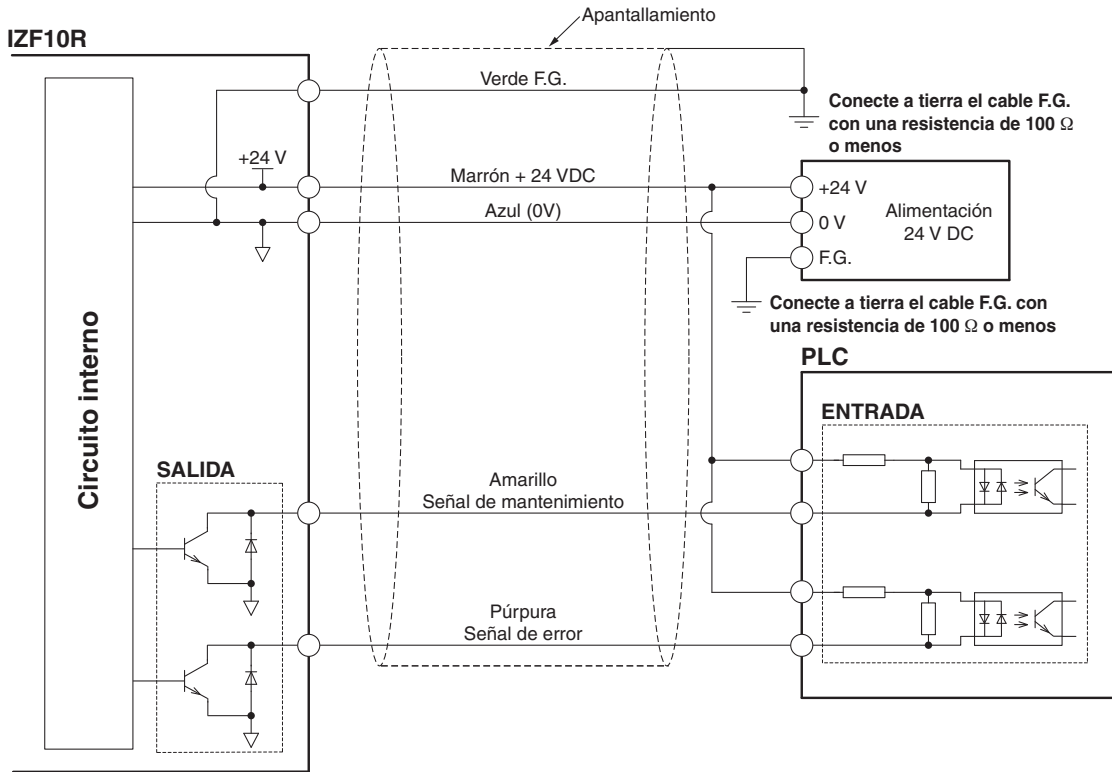 Apantallamiento
IZF10R
Verde F.G.
Conecte a tierra el cable F.G.
con una resistencia de 100 Ω
o menos
+24 V
Marrón + 24 VDC
+24 V
Azul (0V)
0 V
Alimentación
24 V DC
F.G.
Conecte a tierra el cable F.G. con
una resistencia de 100 Ω o menos
PLC
ENTRADA
Circuito interno
SALIDA
Amarillo
Señal de mantenimiento
Púrpura
Señal de error